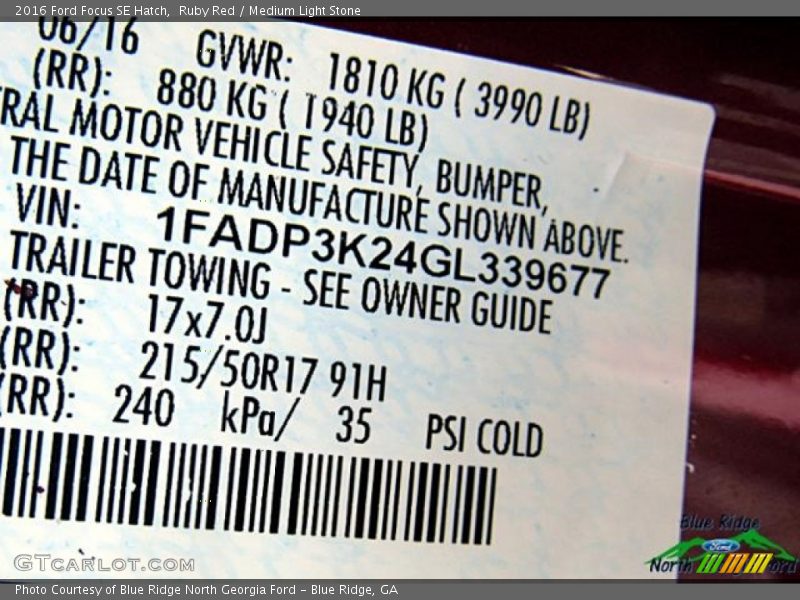 2016 Ford Focus SE Hatch,  Ruby Red / Medium Light Stone
06/16 GVWR: 1810 KG ( 3990 LB)
(RR): 880 KG ( 1940 LB)
RAL MOTOR VEHICLE SAFETY, BUMPER,
THE DATE OF MANUFACTURE SHOWN ABOVE.
VIN: 1FADP3K24GL339677
TRAILER TOWING - SEE OWNER GUIDE
(RR): 17x7.0J
(RR): 215/50R17 91H
(RR): 240 kPa/ 35 PSI COLD
Blue Ridge
Ford
North Ford
GTcarlot.com
Photo Courtesy of Blue Ridge North Georgia Ford – Blue Ridge, GA